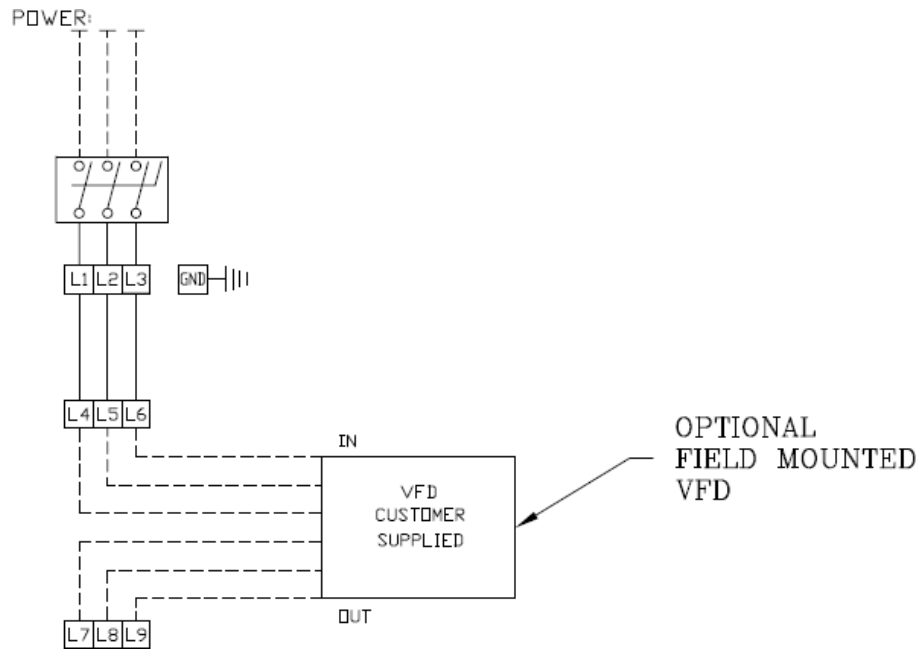 POWER:
L1 L2 L3 GND
L4 L5 L6
IN
VFD
CUSTOMER
SUPPLIED
OPTIONAL
FIELD MOUNTED
VFD
OUT
L7 L8 L9